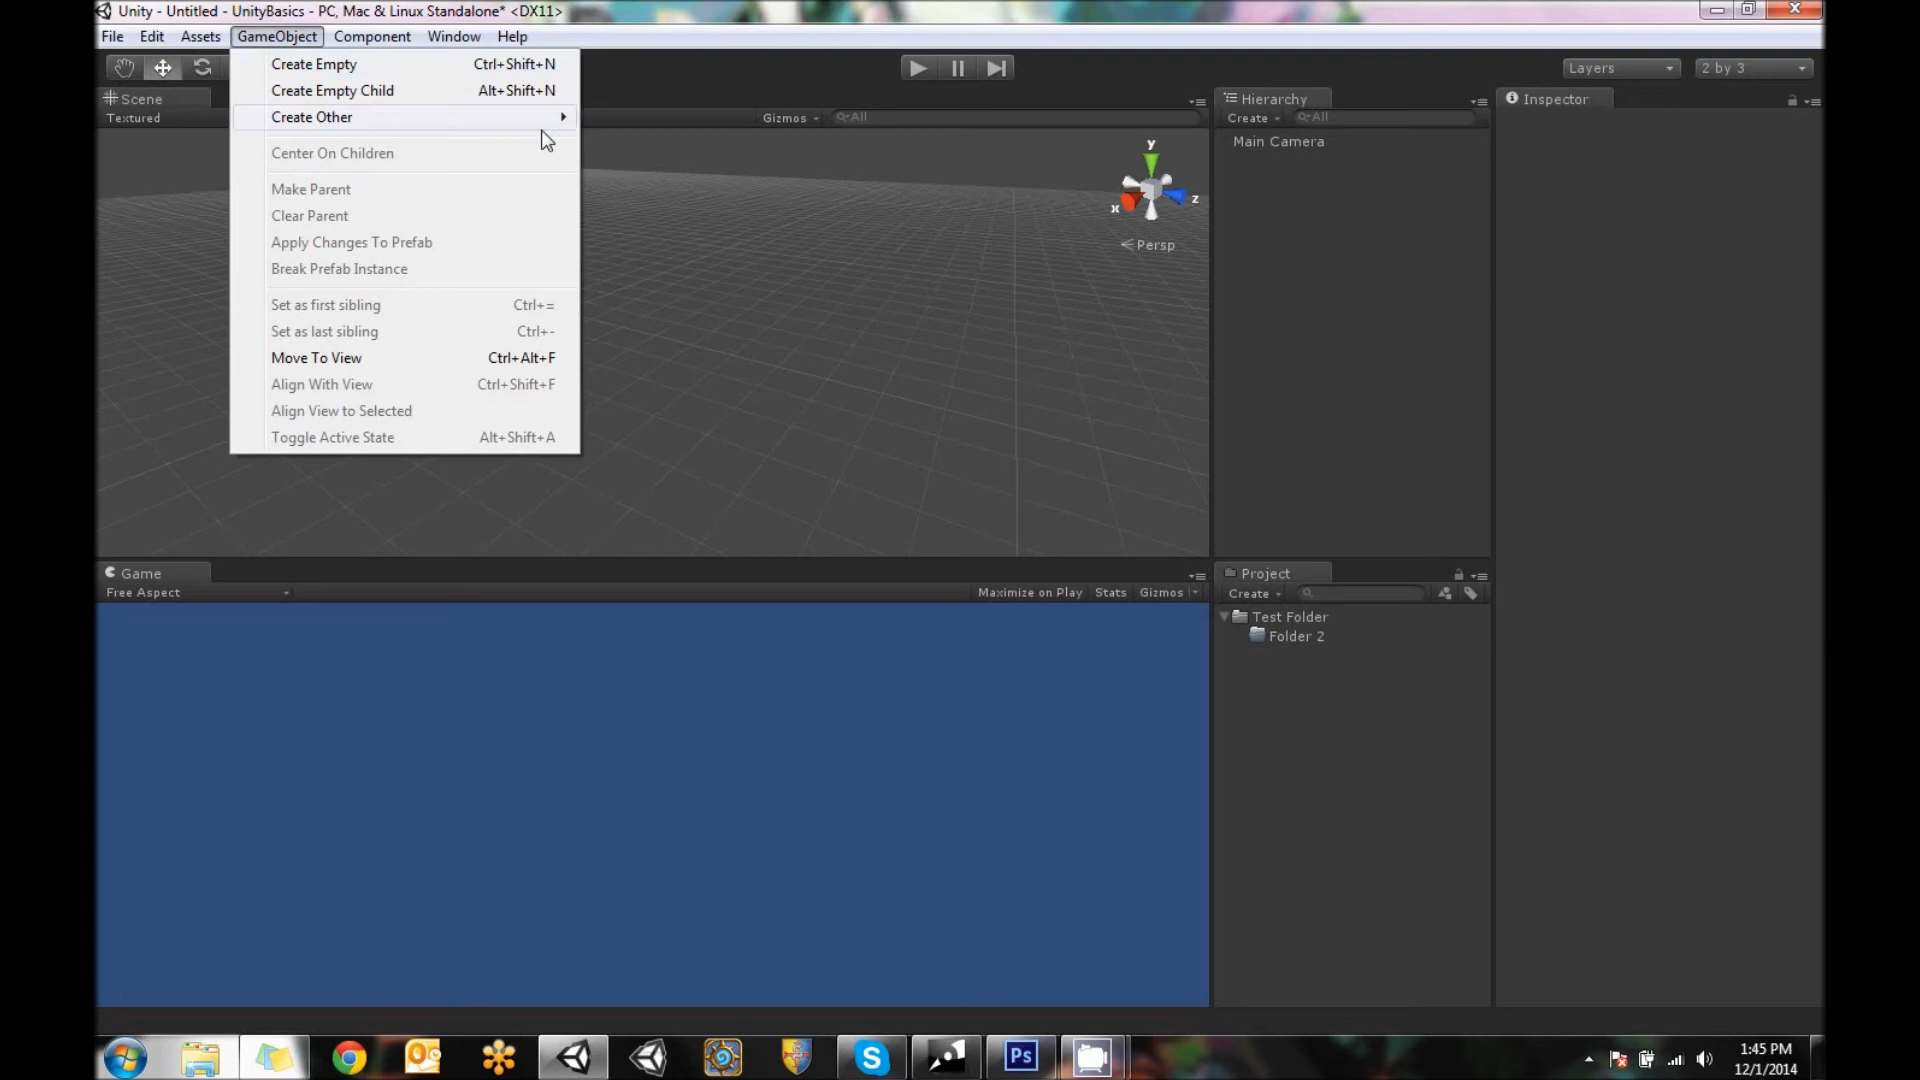 Unity - Untitled - UnityBasics - PC, Mac & Linux Standalone* <DX11>
File Edit Assets GameObject Component Window Help
Create Empty Ctrl+Shift+N
Create Empty Child Alt+Shift+N
Create Other
Center On Children
Make Parent
Clear Parent
Apply Changes To Prefab
Break Prefab Instance
Set as first sibling Ctrl+=
Set as last sibling Ctrl+-
Move To View Ctrl+Alt+F
Align With View Ctrl+Shift+F
Align View to Selected
Toggle Active State Alt+Shift+A
Layers 2 by 3
Scene
Textured
Gizmos All
y
x
z
Persp
Hierarchy
Create All
Main Camera
Inspector
Game
Free Aspect Maximize on Play Stats Gizmos
Project
Create
Test Folder
Folder 2
Ps
1:45 PM
12/1/2014